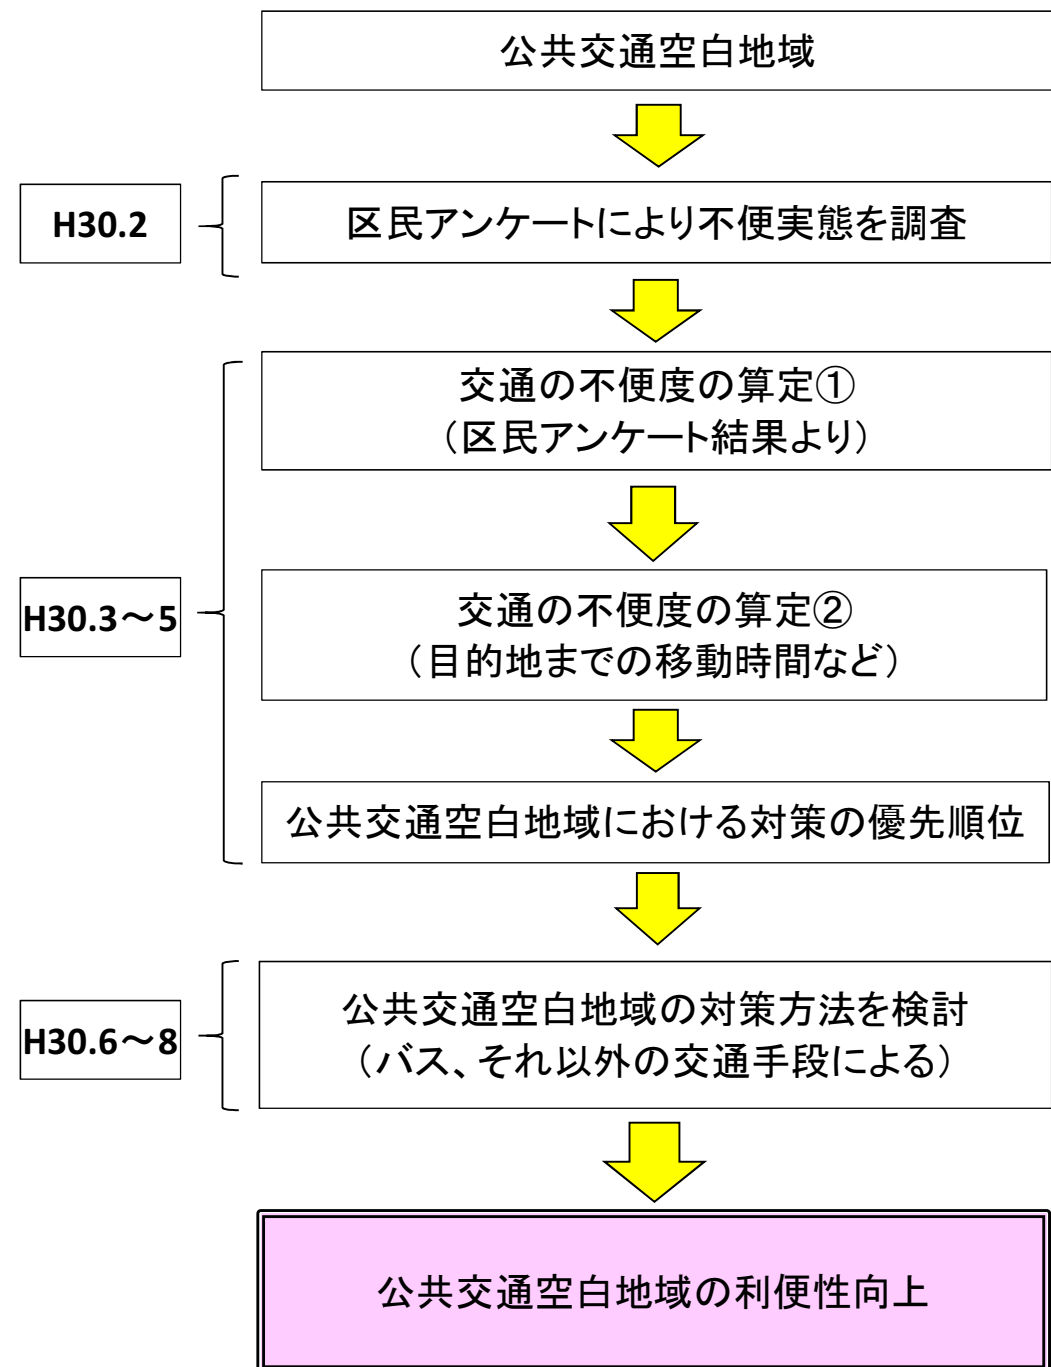 公共交通空白地域
H30.2
区民アンケートにより不便実態を調査
交通の不便度の算定①
（区民アンケート結果より）
H30.3～5
交通の不便度の算定②
（目的地までの移動時間など）
公共交通空白地域における対策の優先順位
H30.6～8
公共交通空白地域の対策方法を検討
（バス、それ以外の交通手段による）
公共交通空白地域の利便性向上